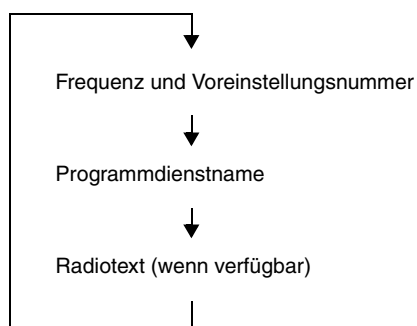 Frequenz und Voreinstellungsnummer
Programmdienstname
Radiotext (wenn verfügbar)